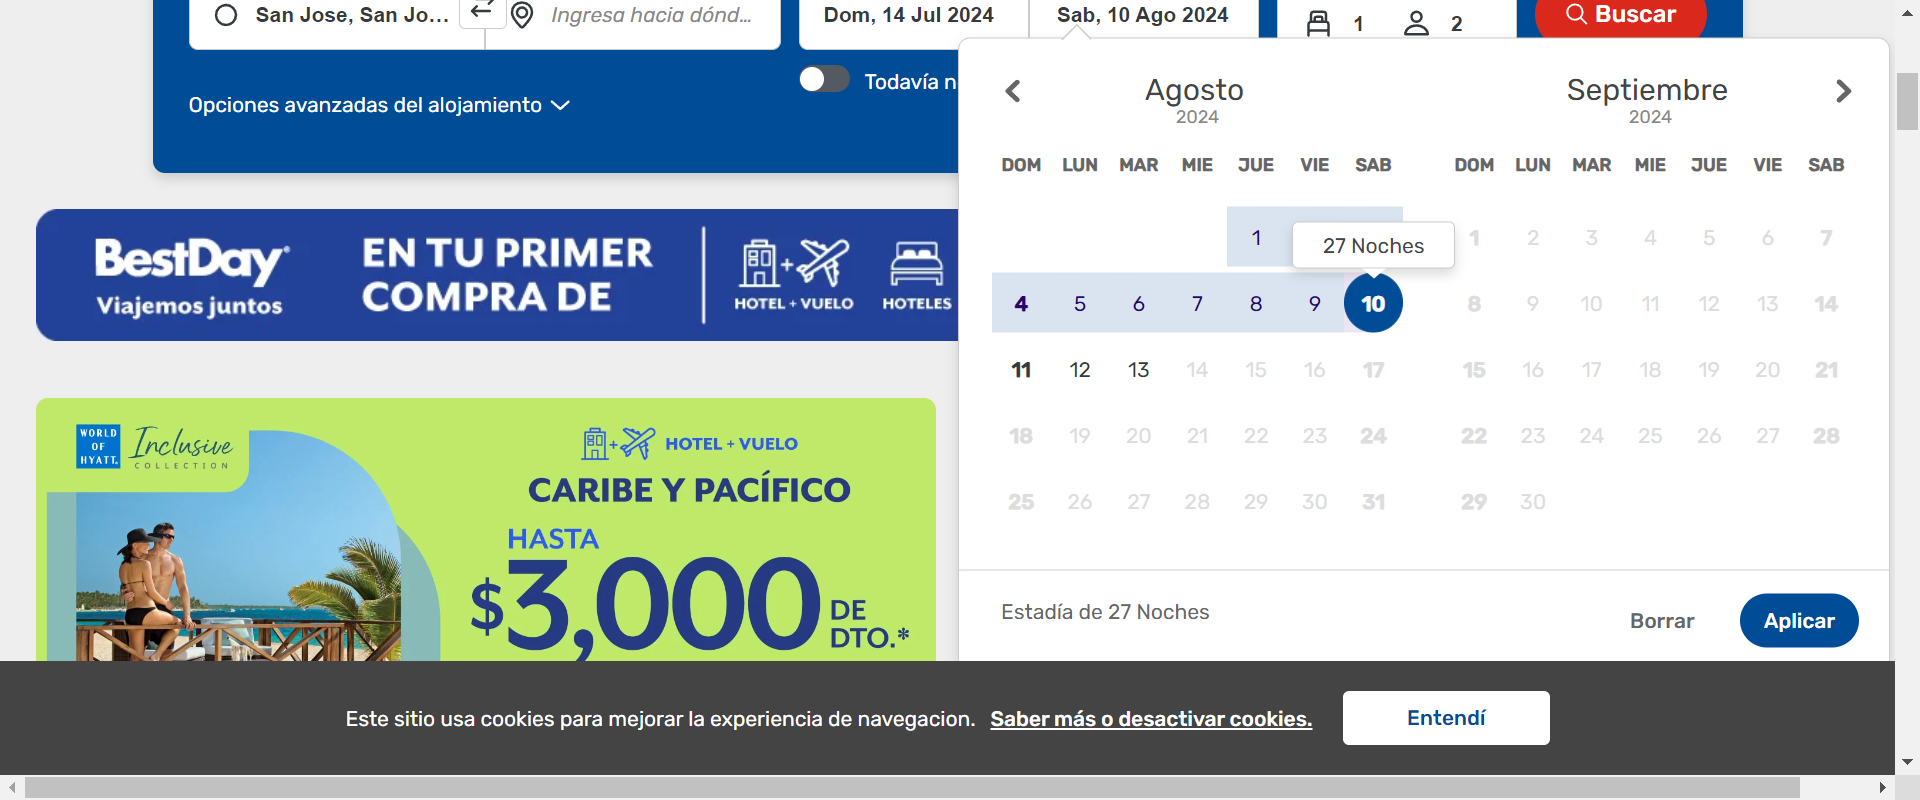 San Jose, San Jo...
Ingresa hacia dónd...
Dom, 14 Jul 2024
Sab, 10 Ago 2024
1
2
Buscar
Todavía n
Opciones avanzadas del alojamiento
Agosto
2024
DOM LUN MAR MIE JUE VIE SAB
1
27 Noches
4 5 6 7 8 9 10
11 12 13 14 15 16 17
18 19 20 21 22 23 24
25 26 27 28 29 30 31
Septiembre
2024
DOM LUN MAR MIE JUE VIE SAB
1 2 3 4 5 6 7
8 9 10 11 12 13 14
15 16 17 18 19 20 21
22 23 24 25 26 27 28
29 30
Estadía de 27 Noches
Borrar
Aplicar
BestDay
Viajemos juntos
EN TU PRIMER
COMPRA DE
HOTEL + VUELO
HOTELES
WORLD
OF
HYATT.
Inclusive
COLLECTION
HOTEL + VUELO
CARIBE Y PACÍFICO
HASTA
$3,000
DE
DTO.*
Este sitio usa cookies para mejorar la experiencia de navegacion. Saber más o desactivar cookies.
Entendí